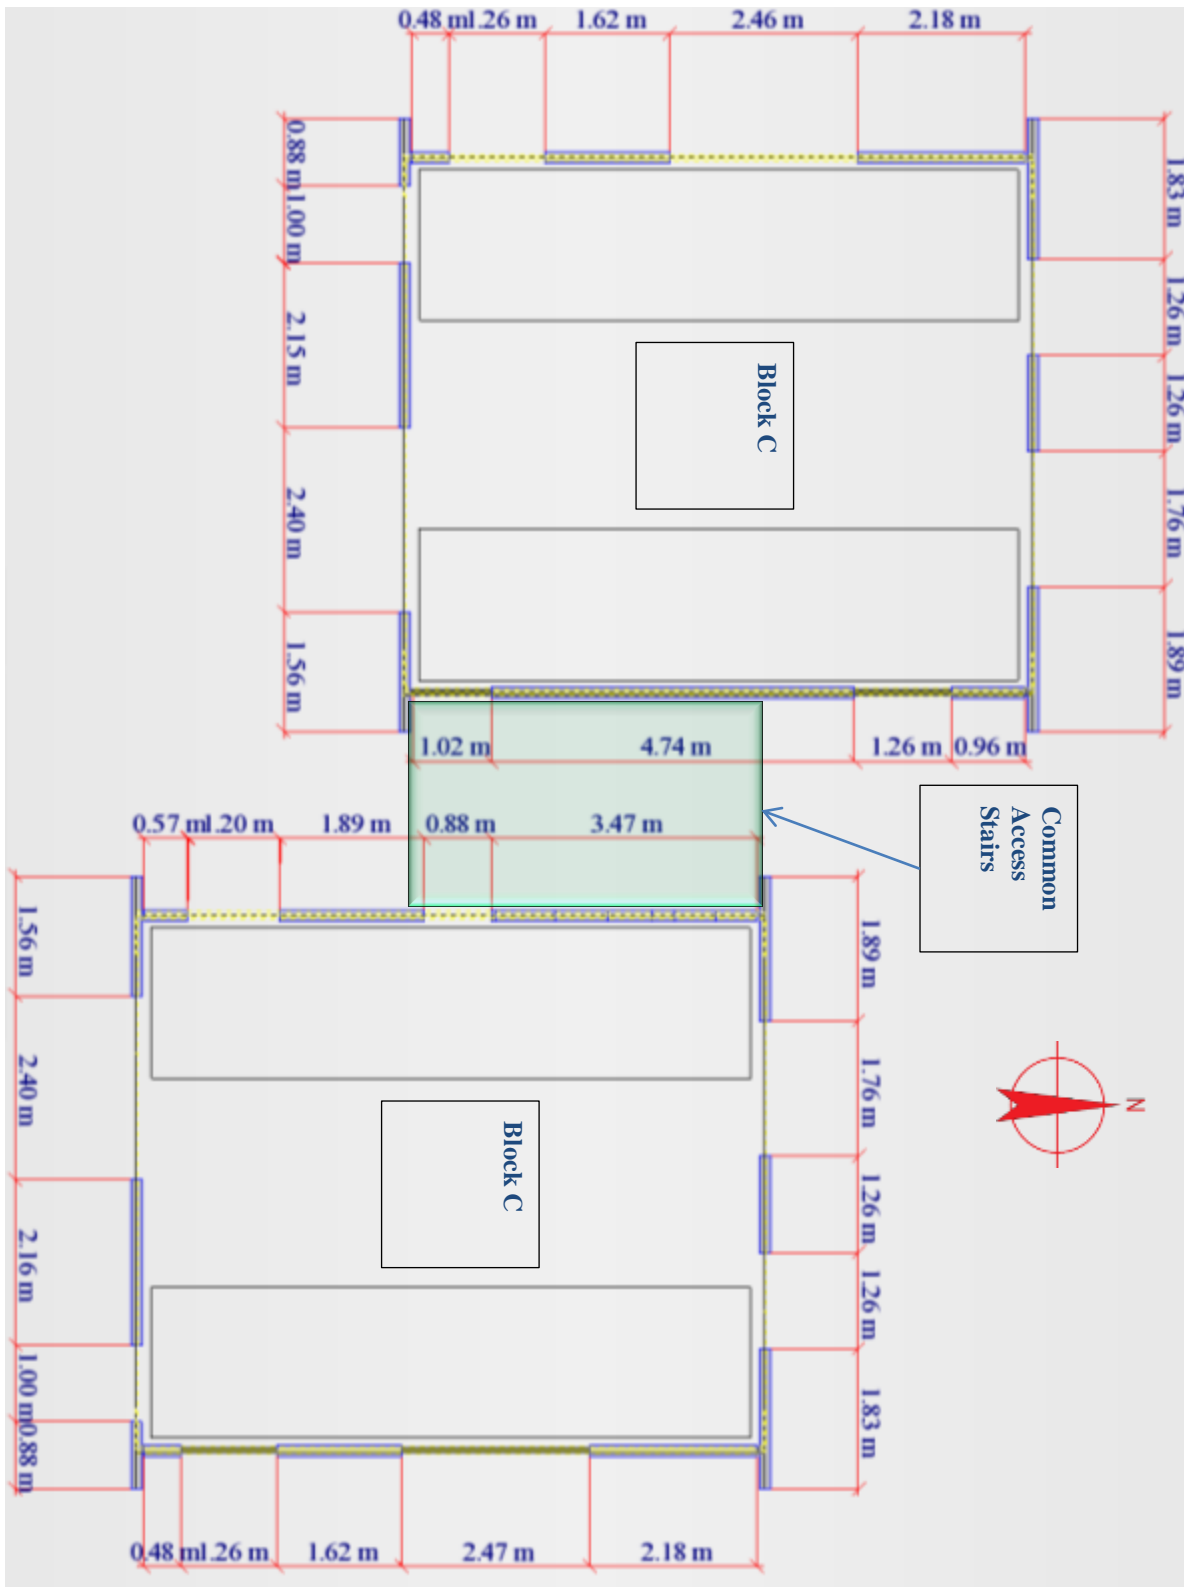 0.48 m1.26 m 1.62 m 2.46 m 2.18 m
0.88 m1.00 m 2.15 m 2.40 m 1.56 m
1.83 m 1.26 m 1.26 m 1.76 m 1.89 m
Block C
1.02 m 4.74 m 1.26 m 0.96 m
Common
Access
Stairs
0.57 m1.20 m 1.89 m 0.88 m 3.47 m
1.56 m 2.40 m 2.16 m 1.00 m0.88 m
1.89 m 1.76 m 1.26 m 1.26 m 1.83 m
N
Block C
0.48 m1.26 m 1.62 m 2.47 m 2.18 m